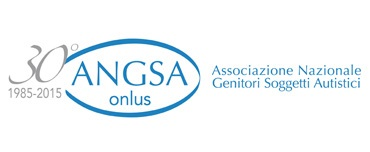 30°
1985-2015
ANGSA
onlus
Associazione Nazionale
Genitori Soggetti Autistici